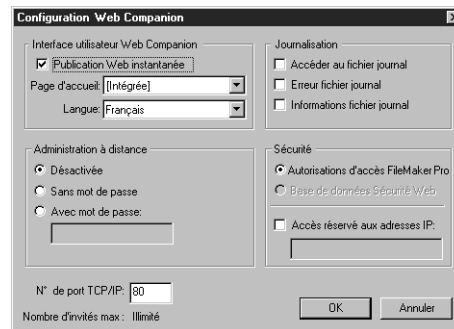 Configuration Web Companion
Interface utilisateur Web Companion
Publication Web instantanée
Page d'accueil: [Intégrée]
Langue: Français
Journalisation
Accéder au fichier journal
Erreur fichier journal
Informations fichier journal
Administration à distance
Désactivée
Sans mot de passe
Avec mot de passe:
Sécurité
Autorisations d'accès FileMaker Pro
Base de données Sécurité Web
Accès réservé aux adresses IP:
N° de port TCP/IP: 80
Nombre d'invités max : Illimité
OK
Annuler